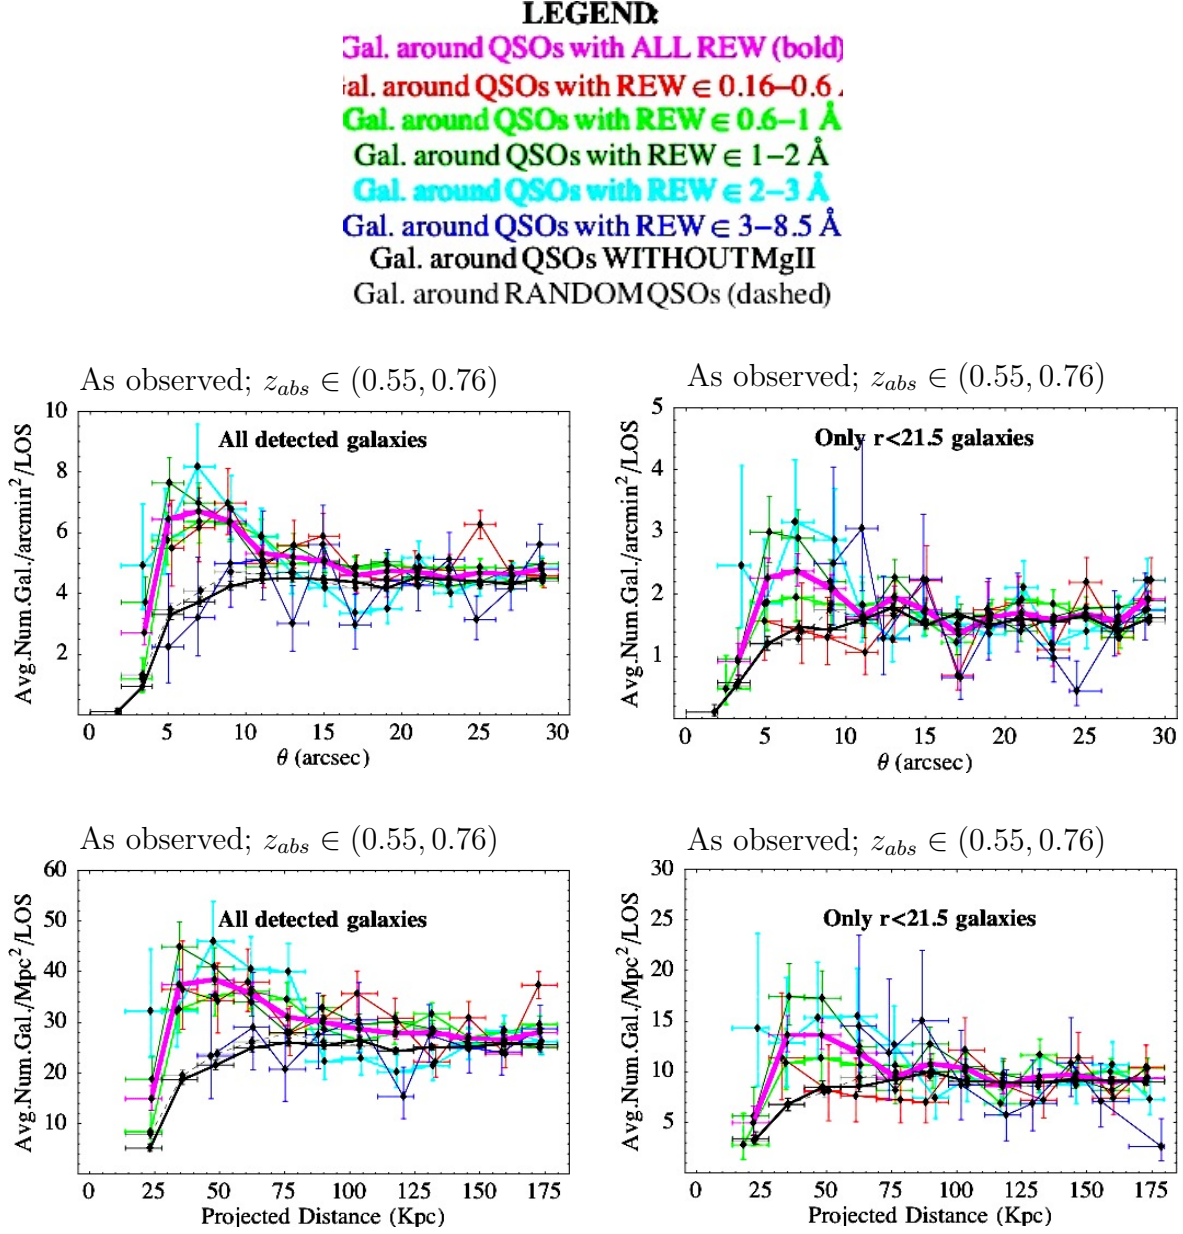 LEGEND:
Gal. around QSOs with ALL REW (bold)
Gal. around QSOs with REW ∈ 0.16–0.6
Gal. around QSOs with REW ∈ 0.6–1 Å
Gal. around QSOs with REW ∈ 1–2 Å
Gal. around QSOs with REW ∈ 2–3 Å
Gal. around QSOs with REW ∈ 3–8.5 Å
Gal. around QSOs WITHOUT MgII
Gal. around RANDOM QSOs (dashed)
As observed; z_abs ∈ (0.55, 0.76)
All detected galaxies
Avg.Num.Gal./arcmin²/LOS
10
8
6
4
2
0 5 10 15 20 25 30
θ (arcsec)
As observed; z_abs ∈ (0.55, 0.76)
Only r<21.5 galaxies
Avg.Num.Gal./arcmin²/LOS
5
4
3
2
1
0 5 10 15 20 25 30
θ (arcsec)
As observed; z_abs ∈ (0.55, 0.76)
All detected galaxies
Avg.Num.Gal./Mpc²/LOS
60
50
40
30
20
10
0 25 50 75 100 125 150 175
Projected Distance (Kpc)
As observed; z_abs ∈ (0.55, 0.76)
Only r<21.5 galaxies
Avg.Num.Gal./Mpc²/LOS
30
25
20
15
10
5
0 25 50 75 100 125 150 175
Projected Distance (Kpc)